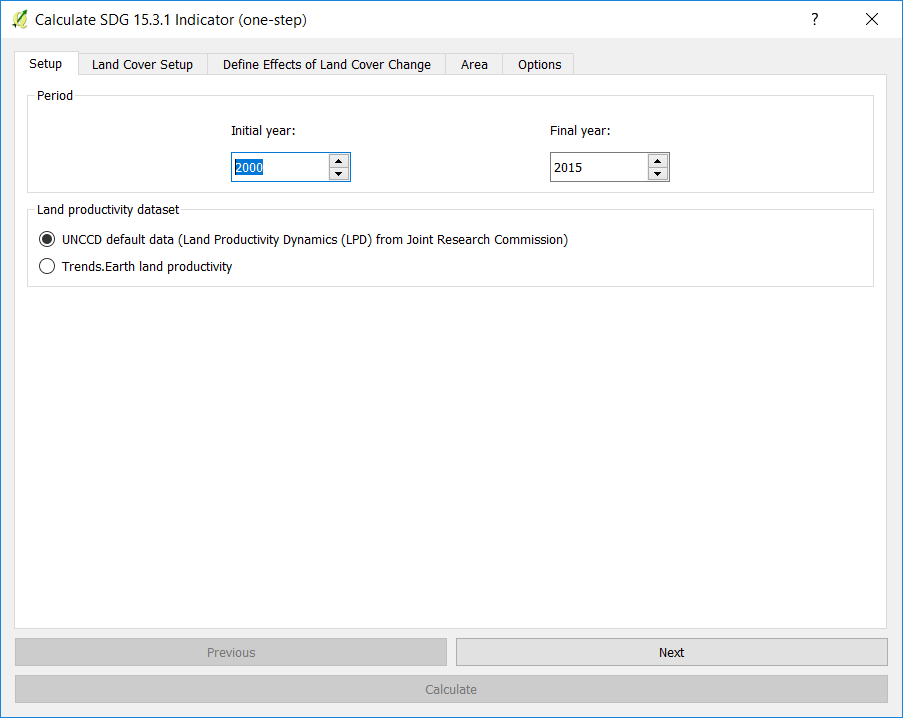 Calculate SDG 15.3.1 Indicator (one-step)
?
Setup
Land Cover Setup
Define Effects of Land Cover Change
Area
Options
Period
Initial year:
Final year:
2000
2015
Land productivity dataset
UNCCD default data (Land Productivity Dynamics (LPD) from Joint Research Commission)
Trends.Earth land productivity
Previous
Next
Calculate